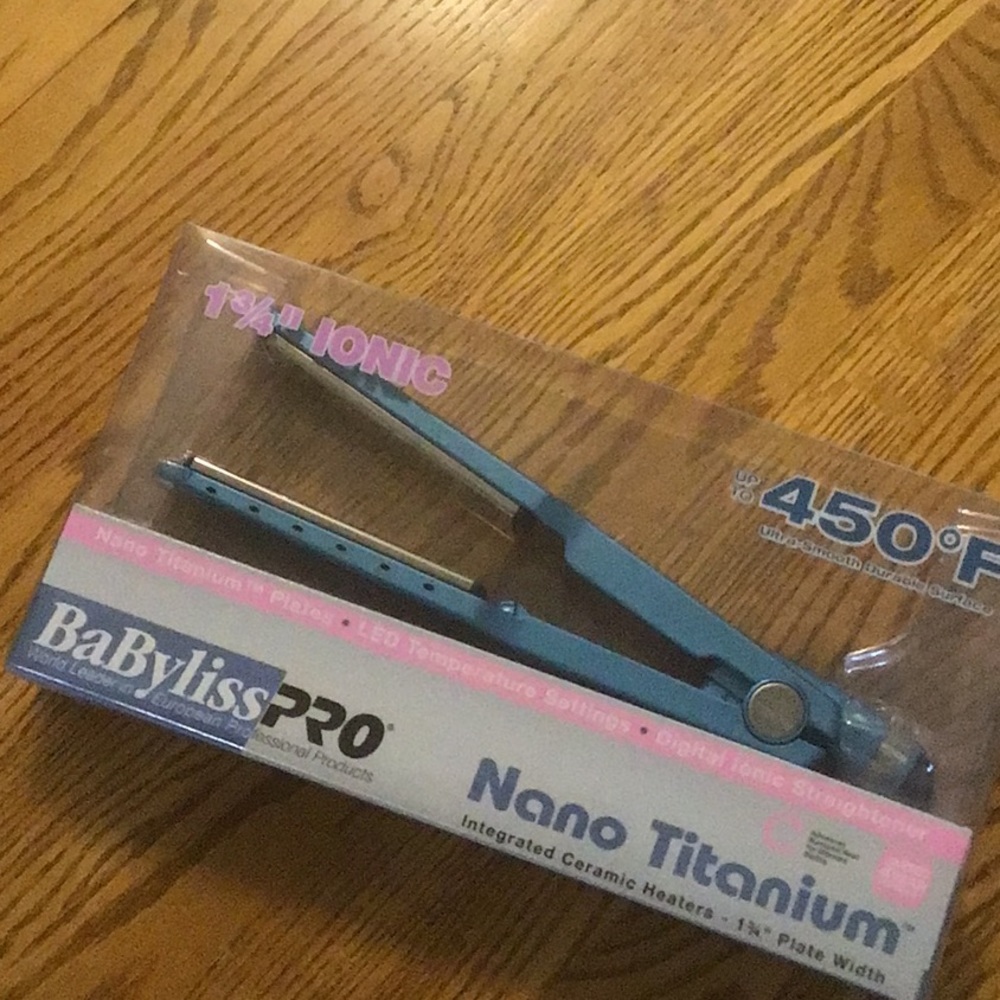 1¾" IONIC
UP
TO 450°F
Ultra-Smooth Durable Surface
Nano Titanium™ Plates • LED Temperature Settings • Digital Ionic Straightener
BaBylissPRO®
World Leader in European Professional Products
Nano Titanium™
Integrated Ceramic Heaters - 1¾" Plate Width